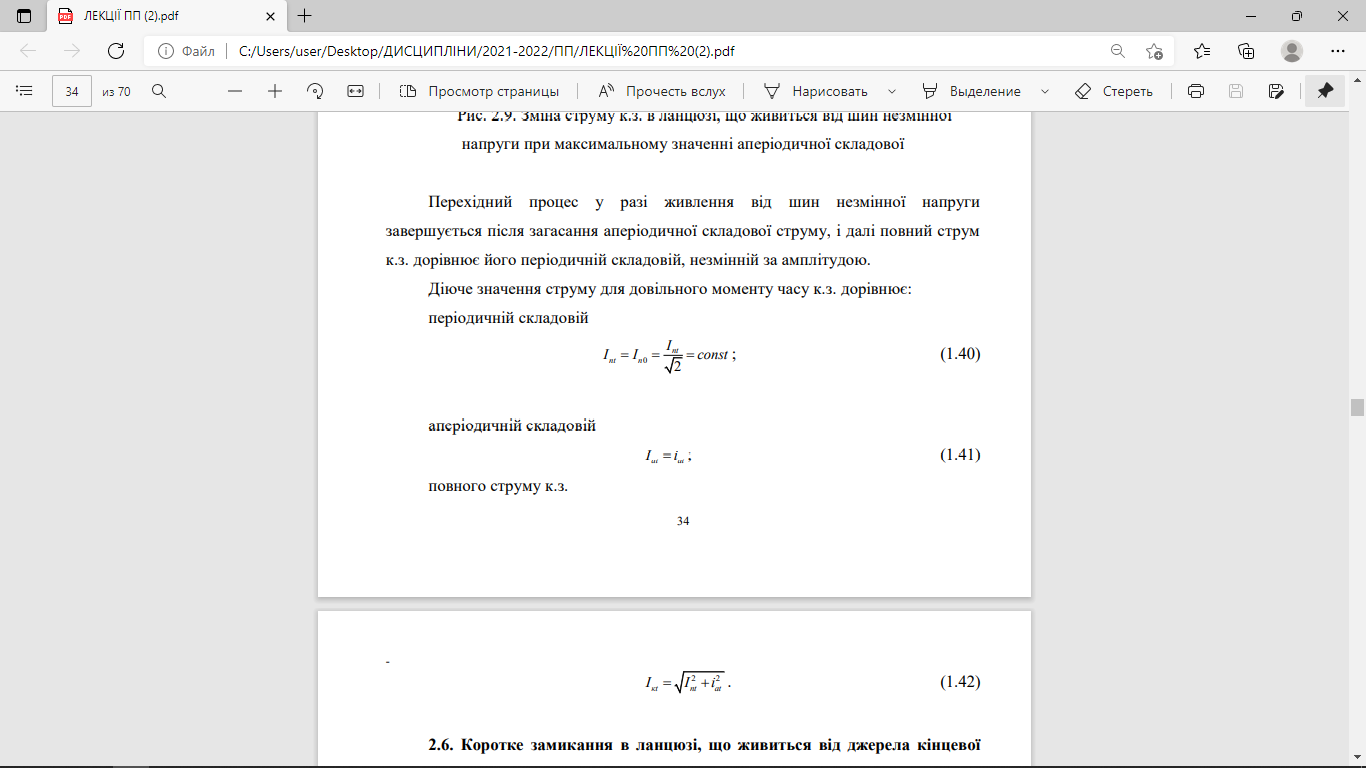 ЛЕКЦІЇ ПП (2).pdf
Файл C:/Users/user/Desktop/ДИСЦИПЛІНИ/2021-2022/ПП/ЛЕКЦІЇ%20ПП%20(2).pdf
34 из 70 Просмотр страницы Прочесть вслух Нарисовать Выделение Стереть
Рис. 2.9. Зміна струму к.з. в ланцюзі, що живиться від шин незмінної
напруги при максимальному значенні аперіодичної складової
Перехідний процес у разі живлення від шин незмінної напруги
завершується після загасання аперіодичної складової струму, і далі повний струм
к.з. дорівнює його періодичній складовій, незмінній за амплітудою.
Діюче значення струму для довільного моменту часу к.з. дорівнює:
періодичній складовій
I_nt = I_n0 = I_nt / √2 = const ; (1.40)
аперіодичній складовій
I_at = i_at ; (1.41)
повного струму к.з.
34
-
I_кt = √(I²_nt + i²_at) . (1.42)
2.6. Коротке замикання в ланцюзі, що живиться від джерела кінцевої